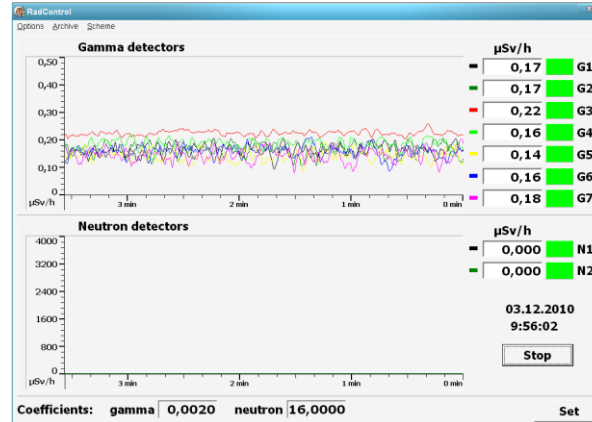 RadControl
Options Archive Scheme
Gamma detectors
µSv/h
0,50
0,40
0,30
0,20
0,10
0
µSv/h
3 min 2 min 1 min 0 min
0,17 G1
0,17 G2
0,22 G3
0,16 G4
0,14 G5
0,16 G6
0,18 G7
Neutron detectors
µSv/h
4000
3200
2400
1600
800
0
µSv/h
3 min 2 min 1 min 0 min
0,000 N1
0,000 N2
03.12.2010
9:56:02
Stop
Coefficients: gamma 0,0020 neutron 16,0000 Set